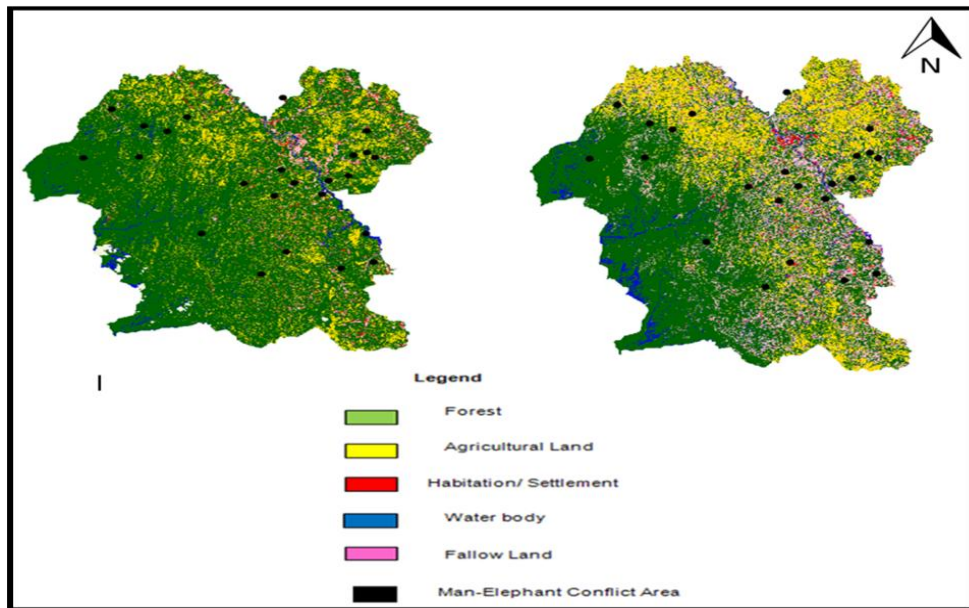 N
Legend
Forest
Agricultural Land
Habitation/ Settlement
Water body
Fallow Land
Man-Elephant Conflict Area